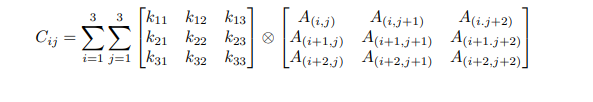 C_{ij} = \sum_{i=1}^{3} \sum_{j=1}^{3} \begin{bmatrix} k_{11} & k_{12} & k_{13} \\ k_{21} & k_{22} & k_{23} \\ k_{31} & k_{32} & k_{33} \end{bmatrix} \otimes \begin{bmatrix} A_{(i,j)} & A_{(i,j+1)} & A_{(i.j+2)} \\ A_{(i+1,j)} & A_{(i+1,j+1)} & A_{(i+1.j+2)} \\ A_{(i+2,j)} & A_{(i+2,j+1)} & A_{(i+2,j+2)} \end{bmatrix}